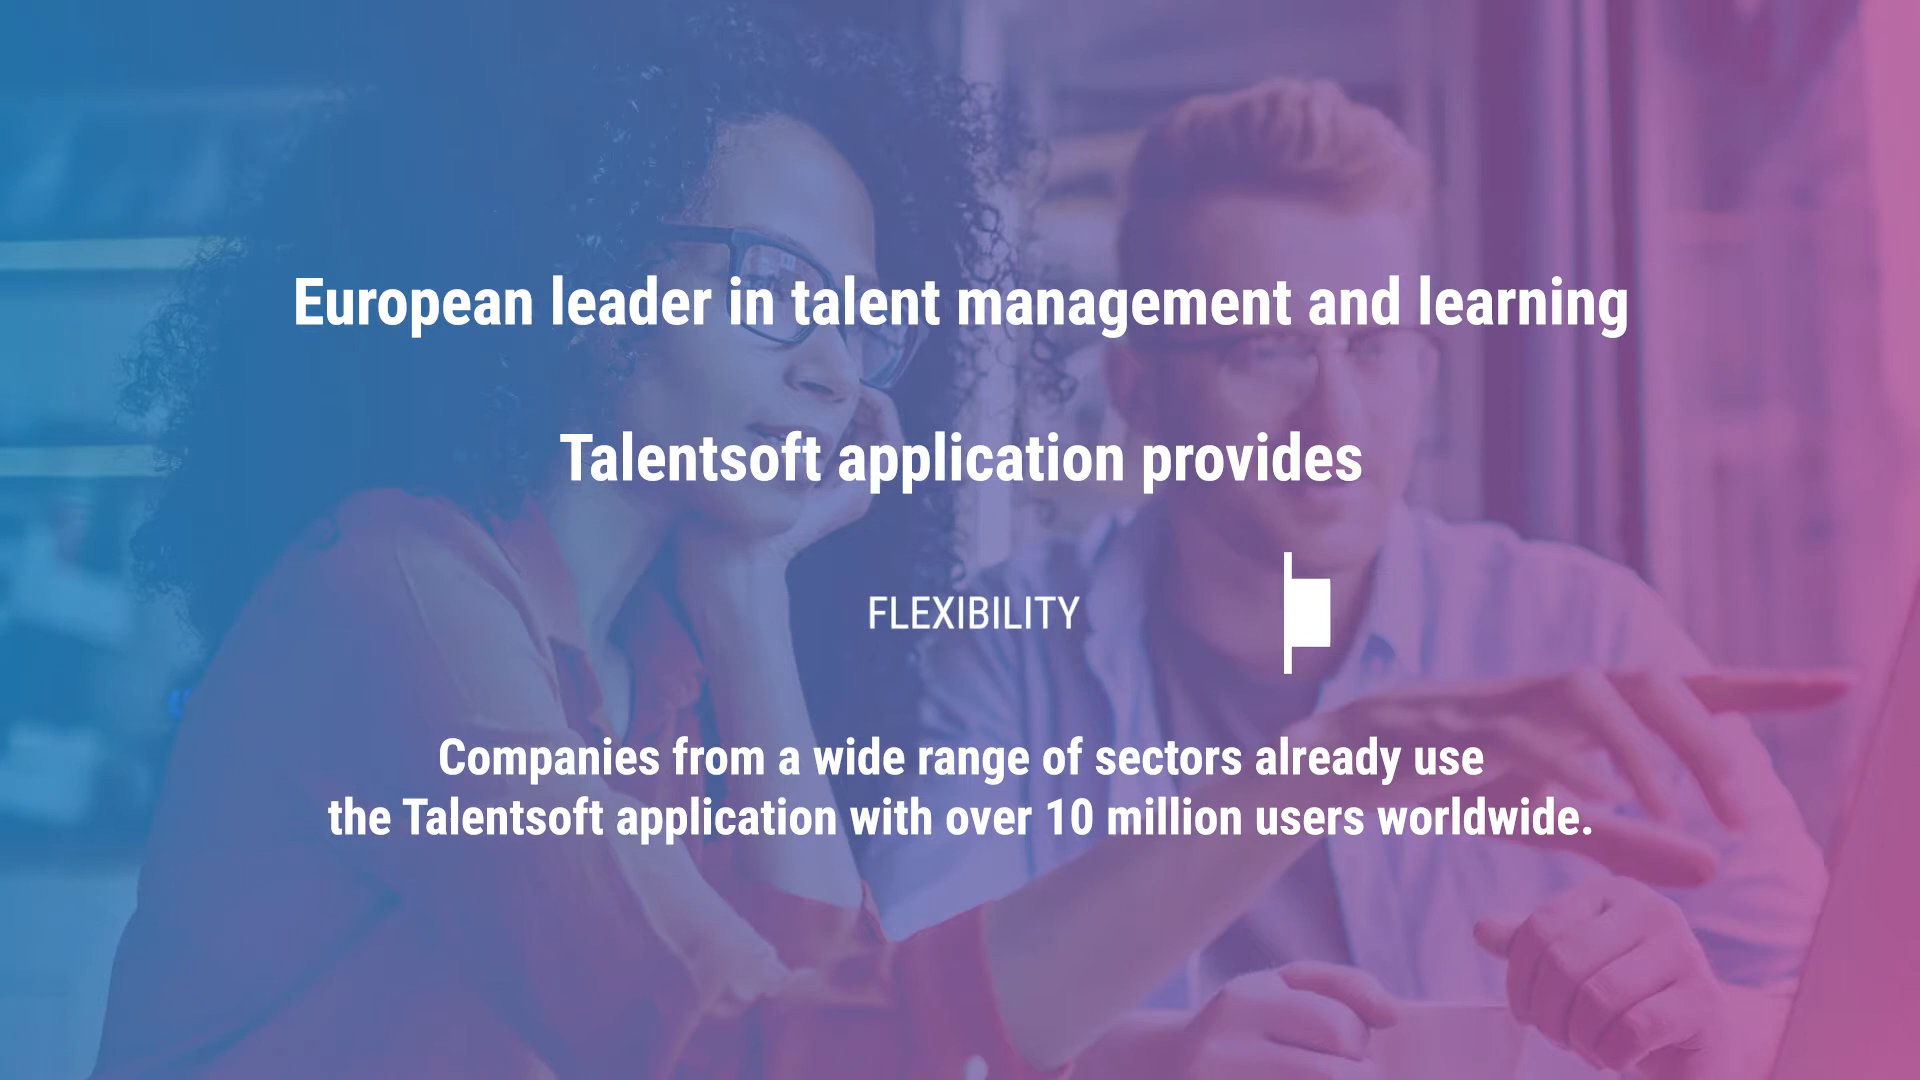 European leader in talent management and learning
Talentsoft application provides
FLEXIBILITY
Companies from a wide range of sectors already use
the Talentsoft application with over 10 million users worldwide.